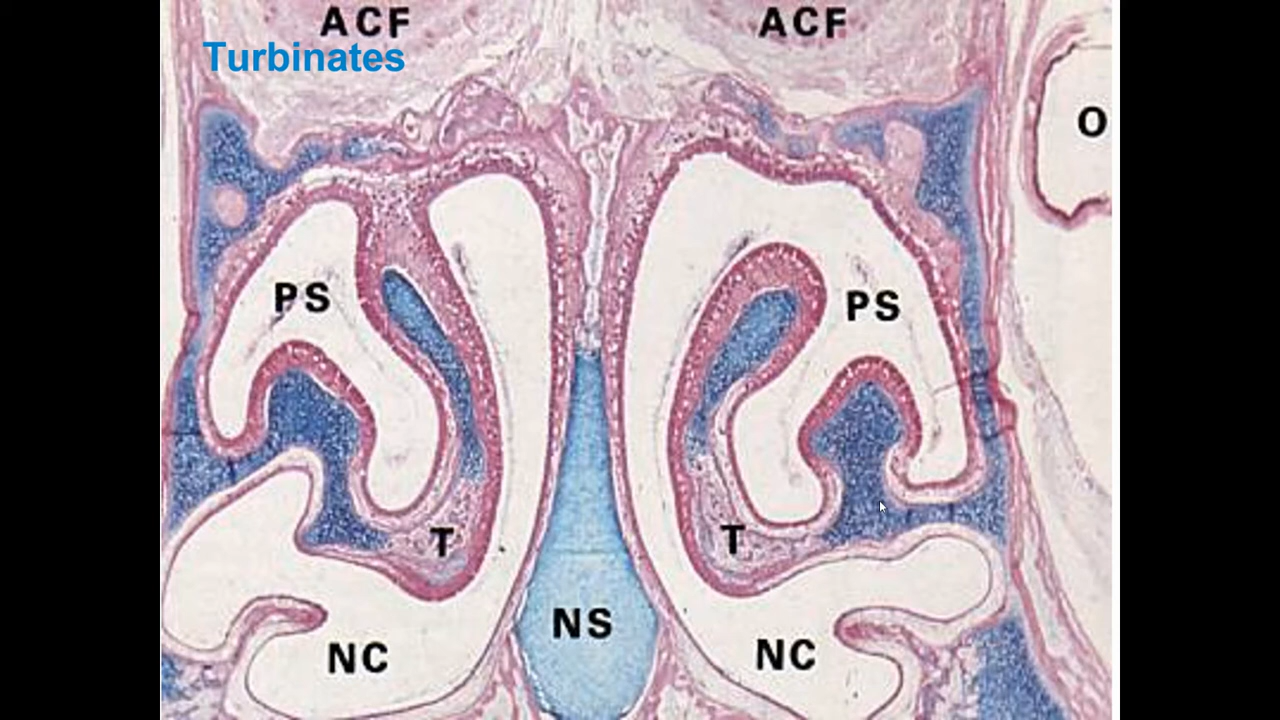 ACF ACF
Turbinates
O
PS PS
T T
NS
NC NC